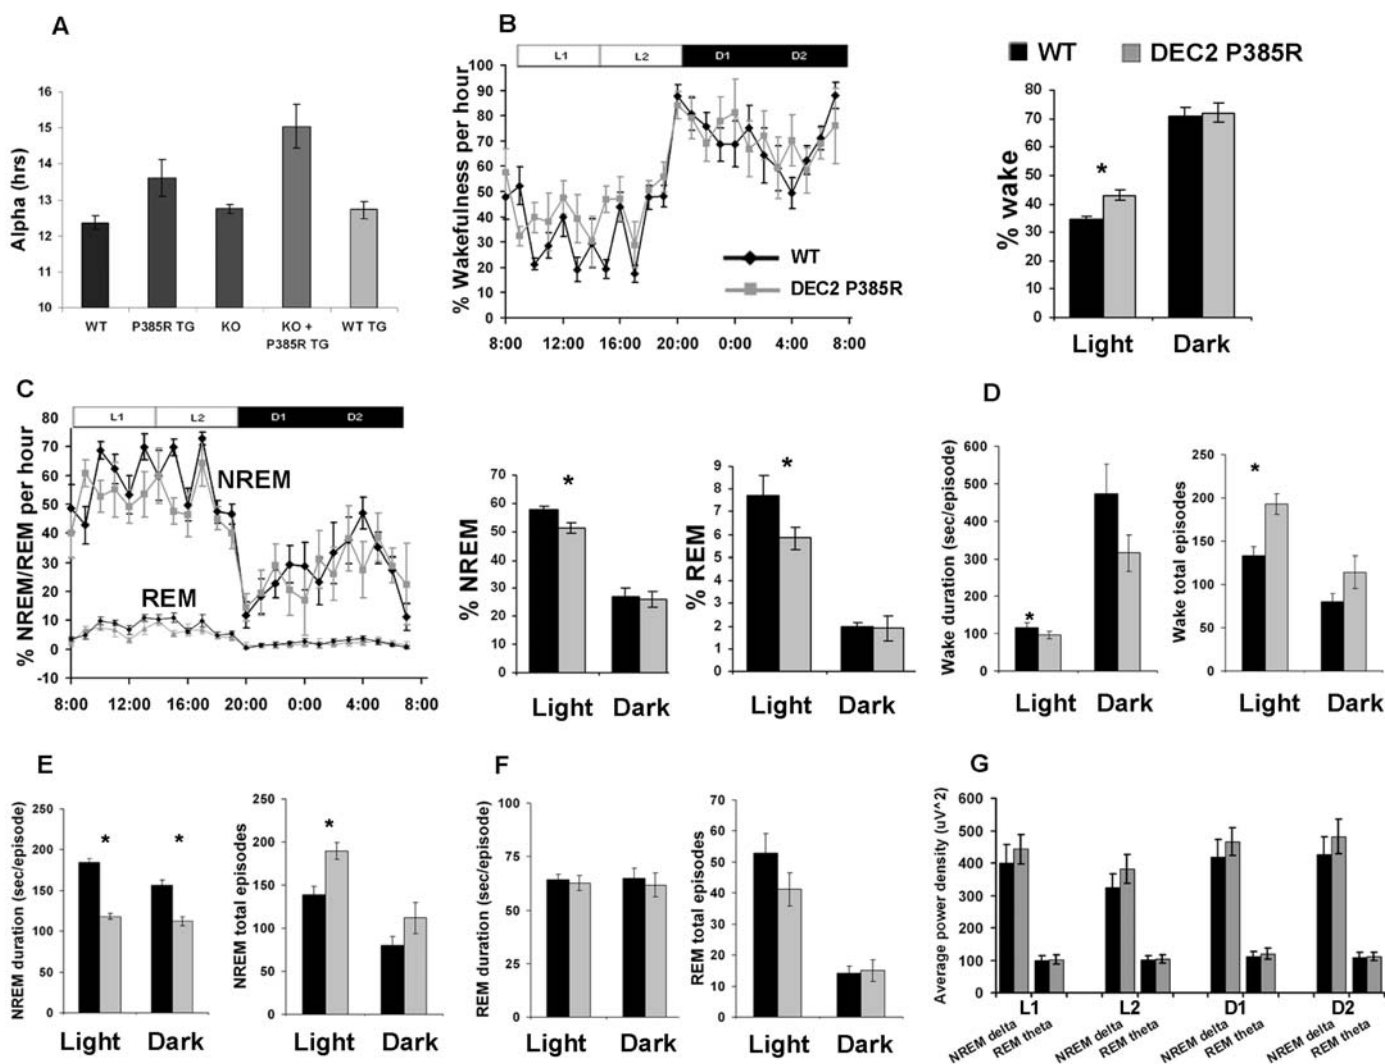 A
Alpha (hrs)
16
15
14
13
12
11
10
WT
P385R TG
KO
KO +
P385R TG
WT TG
B
L1
L2
D1
D2
% Wakefulness per hour
100
90
80
70
60
50
40
30
20
10
0
WT
DEC2 P385R
8:00
12:00
16:00
20:00
0:00
4:00
8:00
WT
DEC2 P385R
% wake
80
70
60
50
40
30
20
10
0
*
Light
Dark
C
L1
L2
D1
D2
% NREM/REM per hour
80
70
60
50
40
30
20
10
0
-10
NREM
REM
8:00
12:00
16:00
20:00
0:00
4:00
8:00
% NREM
70
60
50
40
30
20
10
0
*
Light
Dark
% REM
9
8
7
6
5
4
3
2
1
0
*
Light
Dark
D
Wake duration (sec/episode)
600
500
400
300
200
100
0
*
Light
Dark
Wake total episodes
250
200
150
100
50
0
*
Light
Dark
E
NREM duration (sec/episode)
250
200
150
100
50
0
*
*
Light
Dark
NREM total episodes
250
200
150
100
50
0
*
Light
Dark
F
REM duration (sec/episode)
100
75
50
25
0
Light
Dark
REM total episodes
70
60
50
40
30
20
10
0
Light
Dark
G
Average power density (uV^2)
600
500
400
300
200
100
0
L1
L2
D1
D2
NREM delta
REM theta
NREM delta
REM theta
NREM delta
REM theta
NREM delta
REM theta